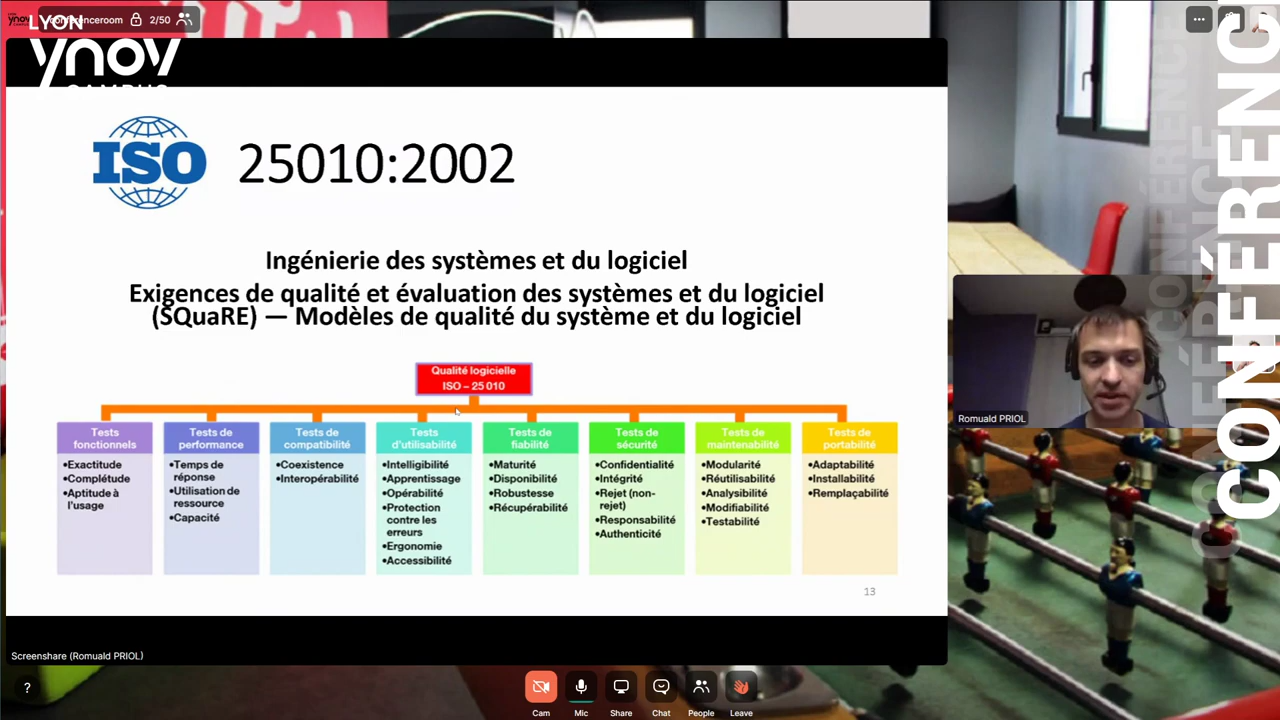 conferenceroom
2/50
LYON
ynov
CAMPUS
ISO
25010:2002
Ingénierie des systèmes et du logiciel
Exigences de qualité et évaluation des systèmes et du logiciel
(SQuaRE) — Modèles de qualité du système et du logiciel
Qualité logicielle
ISO – 25 010
Tests
fonctionnels
•Exactitude
•Complétude
•Aptitude à
l'usage
Tests de
performance
•Temps de
réponse
•Utilisation de
ressource
•Capacité
Tests de
compatibilité
•Coexistence
•Interopérabilité
Tests
d'utilisabilité
•Intelligibilité
•Apprentissage
•Opérabilité
•Protection
contre les
erreurs
•Ergonomie
•Accessibilité
Tests de
fiabilité
•Maturité
•Disponibilité
•Robustesse
•Récupérabilité
Tests de
sécurité
•Confidentialité
•Intégrité
•Rejet (non-
rejet)
•Responsabilité
•Authenticité
Tests de
maintenabilité
•Modularité
•Réutilisabilité
•Analysibilité
•Modifiabilité
•Testabilité
Tests de
portabilité
•Adaptabilité
•Installabilité
•Remplaçabilité
13
Screenshare (Romuald PRIOL)
Romuald PRIOL
CONFÉRENC
CONFÉRENCE
CONFÉRENCE
?
Cam
Mic
Share
Chat
People
Leave